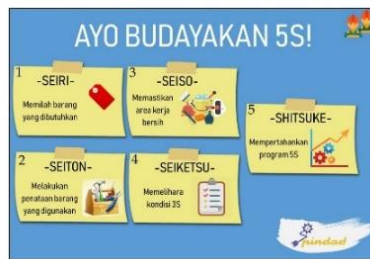 AYO BUDAYAKAN 5S!
1
-SEIRI-
Memilah barang
yang dibutuhkan
2
-SEITON-
Melakukan
penataan barang
yang digunakan
3
-SEISO-
Memastikan
area kerja
bersih
4
-SEIKETSU-
Memelihara
kondisi 3S
5
-SHITSUKE-
Mempertahankan
program 5S
pindad